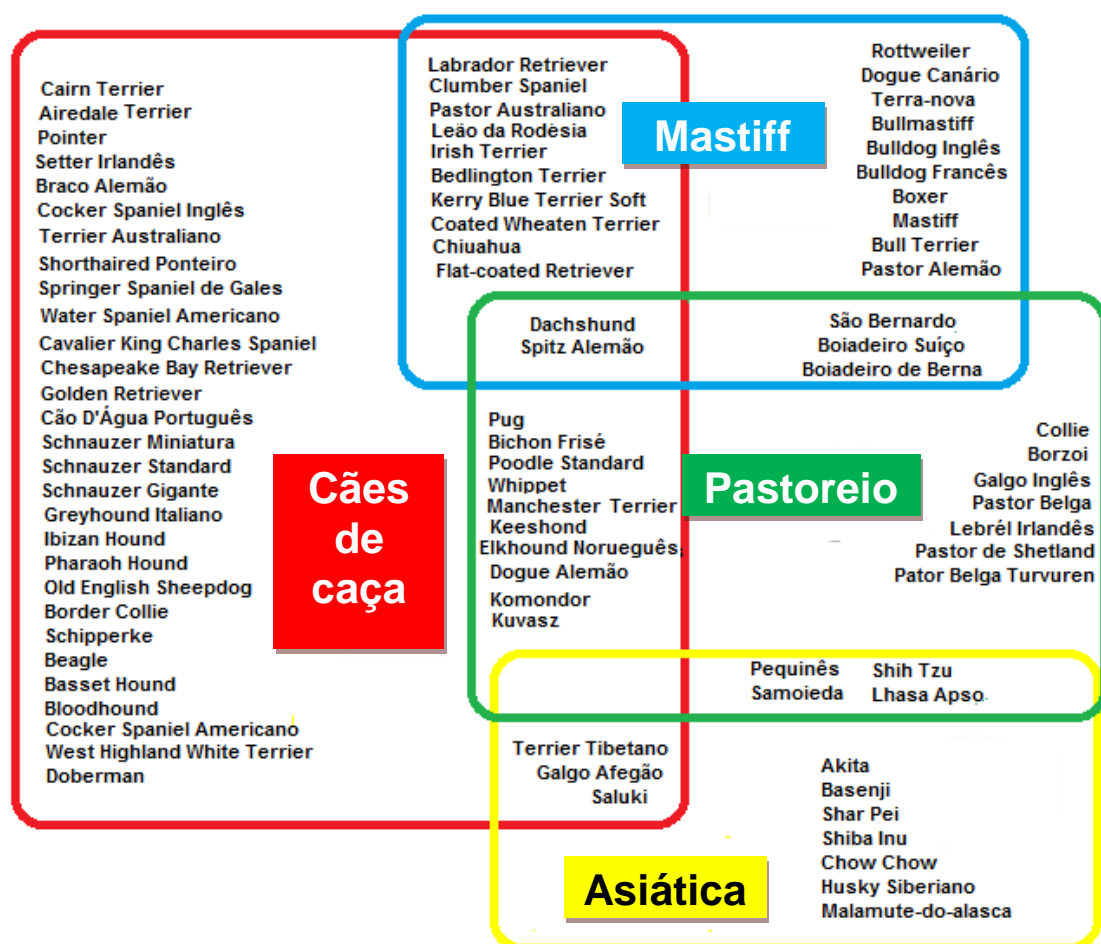 Cairn Terrier
Airedale Terrier
Pointer
Setter Irlandês
Braco Alemão
Cocker Spaniel Inglês
Terrier Australiano
Shorthaired Ponteiro
Springer Spaniel de Gales
Water Spaniel Americano
Cavalier King Charles Spaniel
Chesapeake Bay Retriever
Golden Retriever
Cão D'Água Português
Schnauzer Miniatura
Schnauzer Standard
Schnauzer Gigante
Greyhound Italiano
Ibizan Hound
Pharaoh Hound
Old English Sheepdog
Border Collie
Schipperke
Beagle
Basset Hound
Bloodhound
Cocker Spaniel Americano
West Highland White Terrier
Doberman
Cães
de
caça
Labrador Retriever
Clumber Spaniel
Pastor Australiano
Leão da Rodèsia
Irish Terrier
Bedlington Terrier
Kerry Blue Terrier Soft
Coated Wheaten Terrier
Chiuahua
Flat-coated Retriever
Mastiff
Rottweiler
Dogue Canário
Terra-nova
Bullmastiff
Bulldog Inglês
Bulldog Francês
Boxer
Mastiff
Bull Terrier
Pastor Alemão
Dachshund
Spitz Alemão
São Bernardo
Boiadeiro Suíço
Boiadeiro de Berna
Pug
Bichon Frisé
Poodle Standard
Whippet
Manchester Terrier
Keeshond
Elkhound Norueguês
Dogue Alemão
Komondor
Kuvasz
Pastoreio
Collie
Borzoi
Galgo Inglês
Pastor Belga
Lebrél Irlandês
Pastor de Shetland
Pator Belga Turvuren
Pequinês
Shih Tzu
Samoieda
Lhasa Apso
Terrier Tibetano
Galgo Afegão
Saluki
Akita
Basenji
Shar Pei
Shiba Inu
Chow Chow
Husky Siberiano
Malamute-do-alasca
Asiática